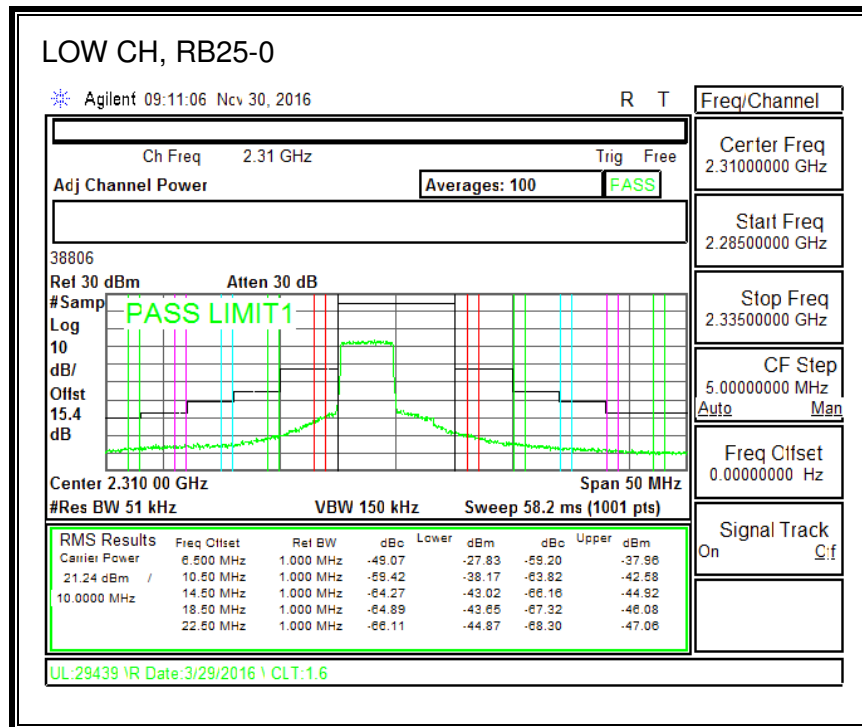 LOW CH, RB25-0
Agilent 09:11:06 Nov 30, 2016 R T
Freq/Channel
Ch Freq 2.31 GHz Trig Free
Adj Channel Power Averages: 100 PASS
Center Freq
2.31000000 GHz
Start Freq
2.28500000 GHz
38806
Ref 30 dBm Atten 30 dB
#Samp
Log
10
dB/
Offst
15.4
dB
PASS LIMIT1
Stop Freq
2.33500000 GHz
CF Step
5.00000000 MHz
Auto Man
Freq Offset
0.00000000 Hz
Center 2.310 00 GHz Span 50 MHz
#Res BW 51 kHz VBW 150 kHz Sweep 58.2 ms (1001 pts)
Signal Track
On Off
RMS Results Freq Offset Ref BW dBc Lower dBm dBc Upper dBm
Carrier Power 6.500 MHz 1.000 MHz -49.07 -27.83 -59.20 -37.96
21.24 dBm / 10.50 MHz 1.000 MHz -59.42 -38.17 -63.82 -42.58
10.0000 MHz 14.50 MHz 1.000 MHz -64.27 -43.02 -66.16 -44.92
18.50 MHz 1.000 MHz -64.89 -43.65 -67.32 -46.08
22.50 MHz 1.000 MHz -66.11 -44.87 -68.30 -47.06
UL:29439 \R Date:3/29/2016 \ CLT:1.6